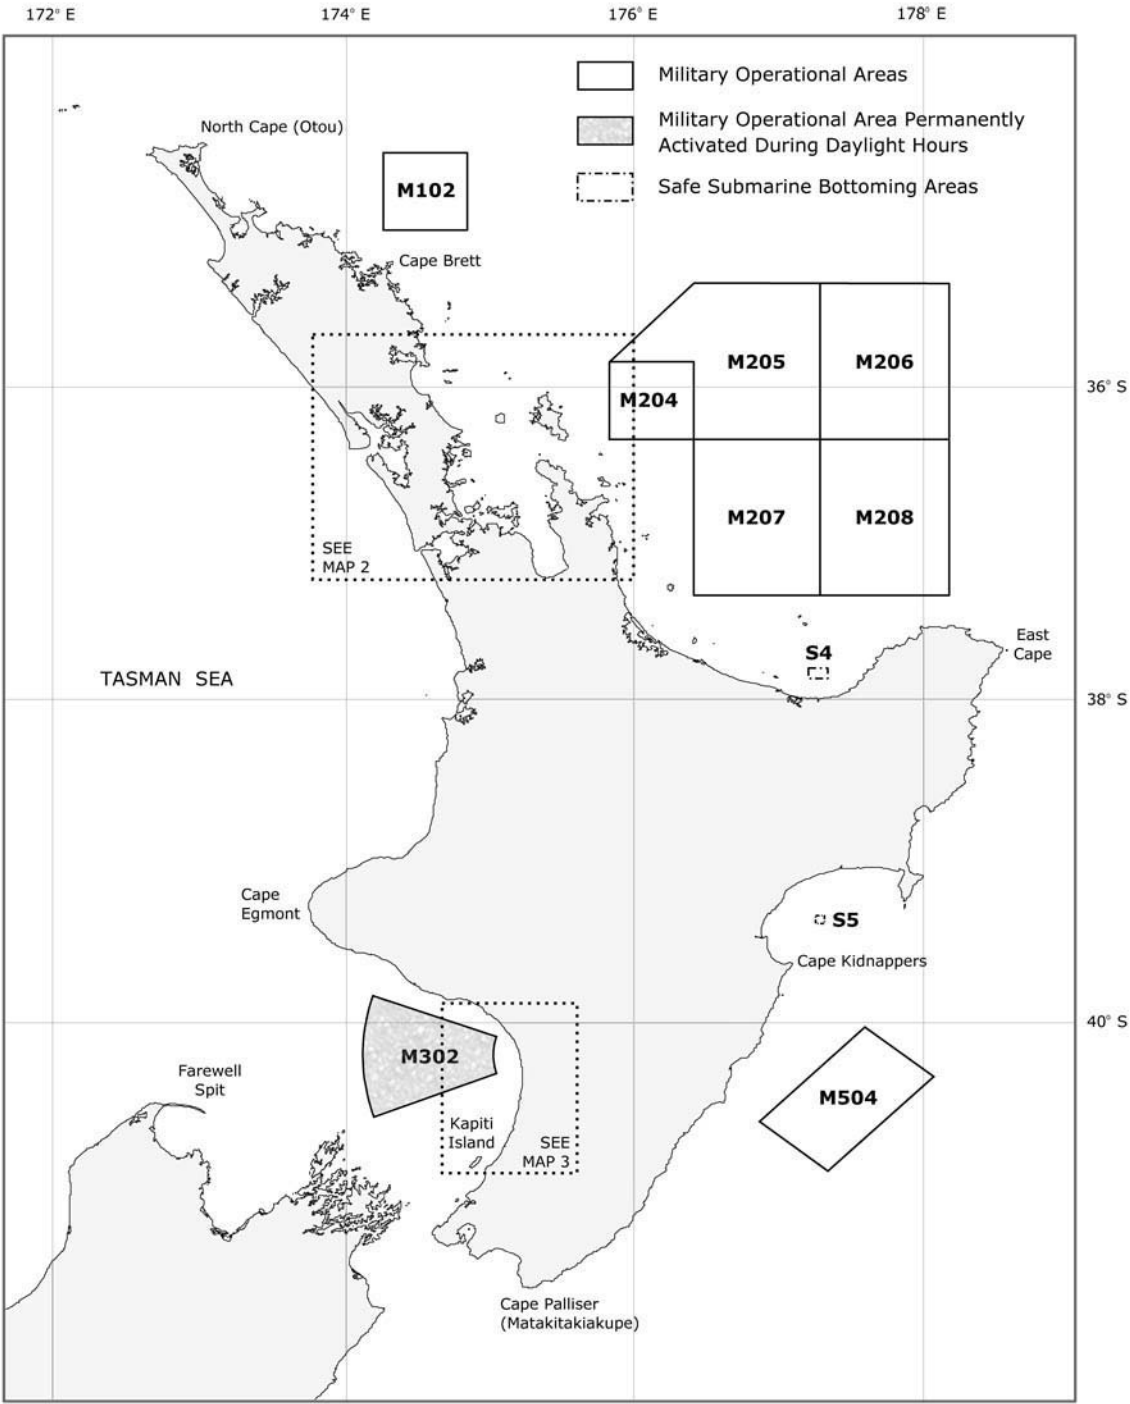 172° E 174° E 176° E 178° E
Military Operational Areas
Military Operational Area Permanently
Activated During Daylight Hours
Safe Submarine Bottoming Areas
North Cape (Otou)
M102
Cape Brett
M205
M206
36° S
M204
M207
M208
SEE
MAP 2
East
Cape
S4
TASMAN SEA
38° S
Cape
Egmont
S5
Cape Kidnappers
40° S
M302
Farewell
Spit
M504
Kapiti
Island
SEE
MAP 3
Cape Palliser
(Matakitakiakupe)